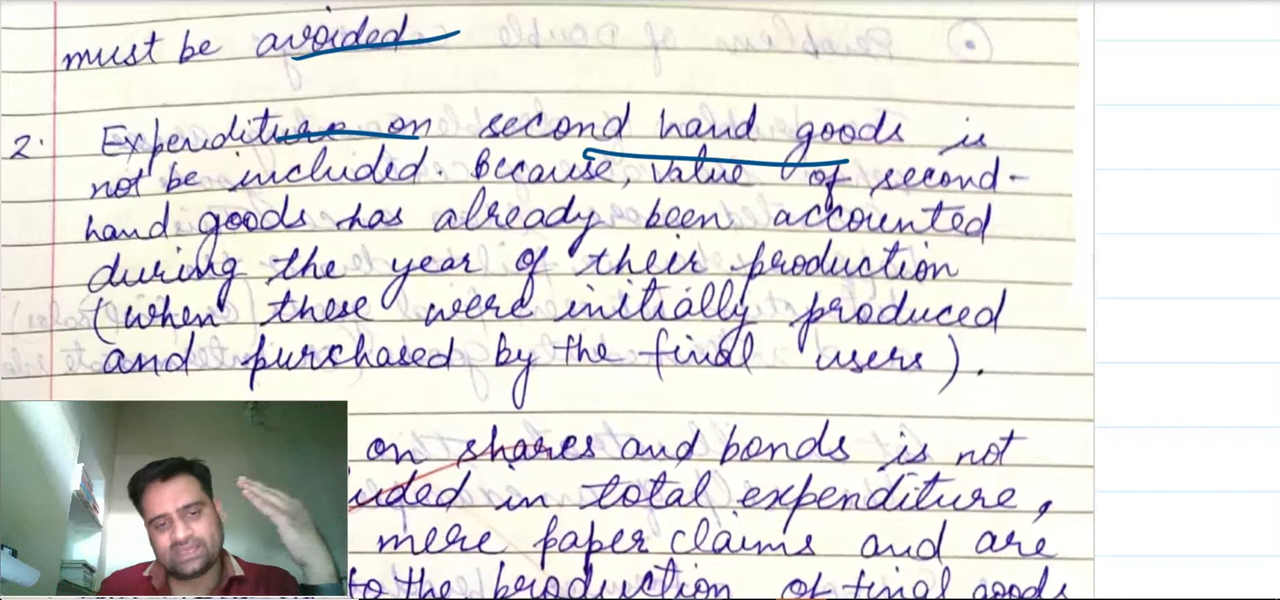 must be avoided
2. Expenditure on second hand goods is
not be included. Because, value of second-
hand goods has already been accounted
during the year of their production
(when these were initially produced
and purchased by the final users).
on shares and bonds is not
uded in total expenditure,
mere paper claims and are
to the production of final goods